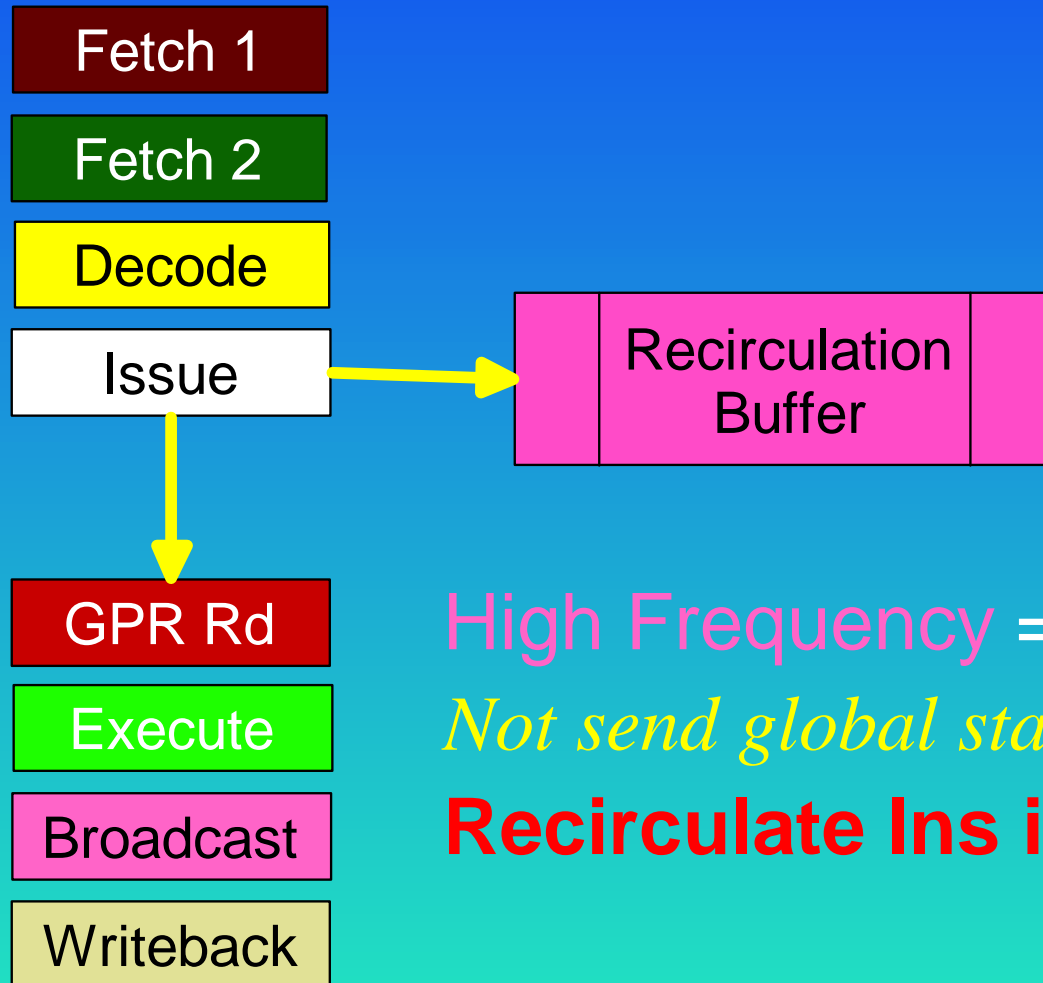 Fetch 1
Fetch 2
Decode
Issue
Recirculation
Buffer
GPR Rd
Execute
Broadcast
Writeback
High Frequency =
Not send global sta
Recirculate Ins i